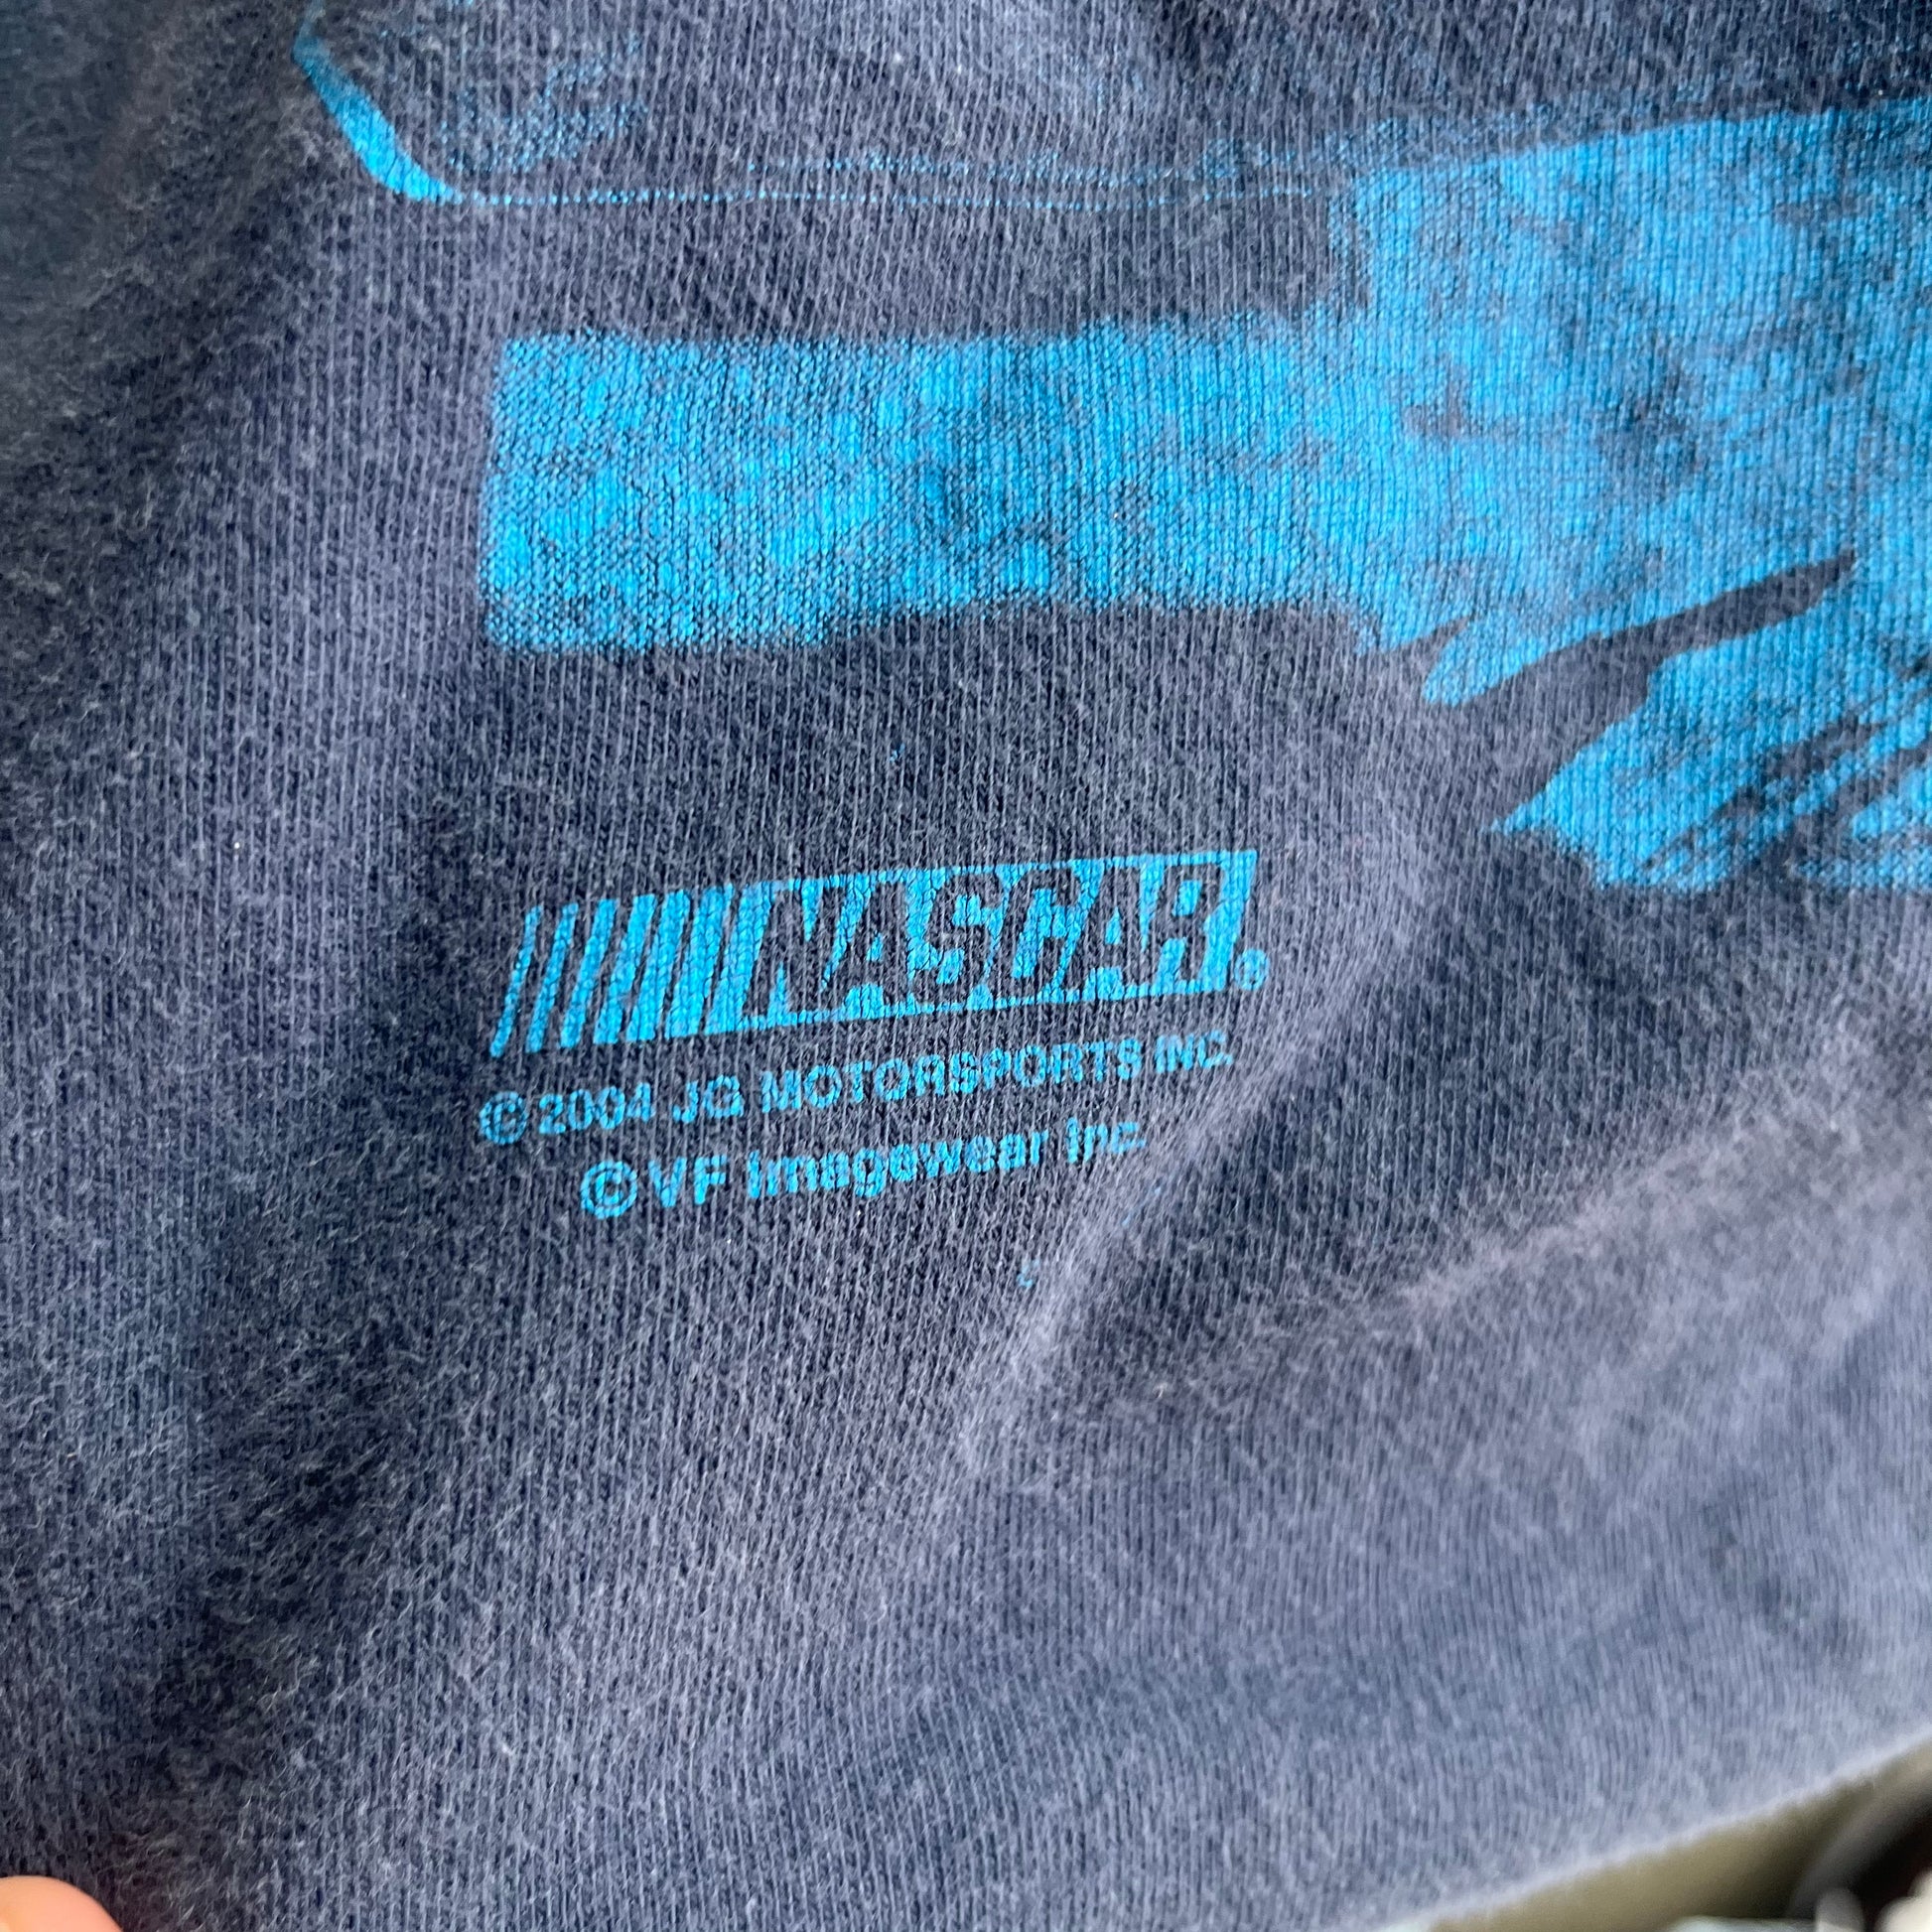 NASCAR®
©2004 JG MOTORSPORTS INC.
©VF Imagewear Inc.